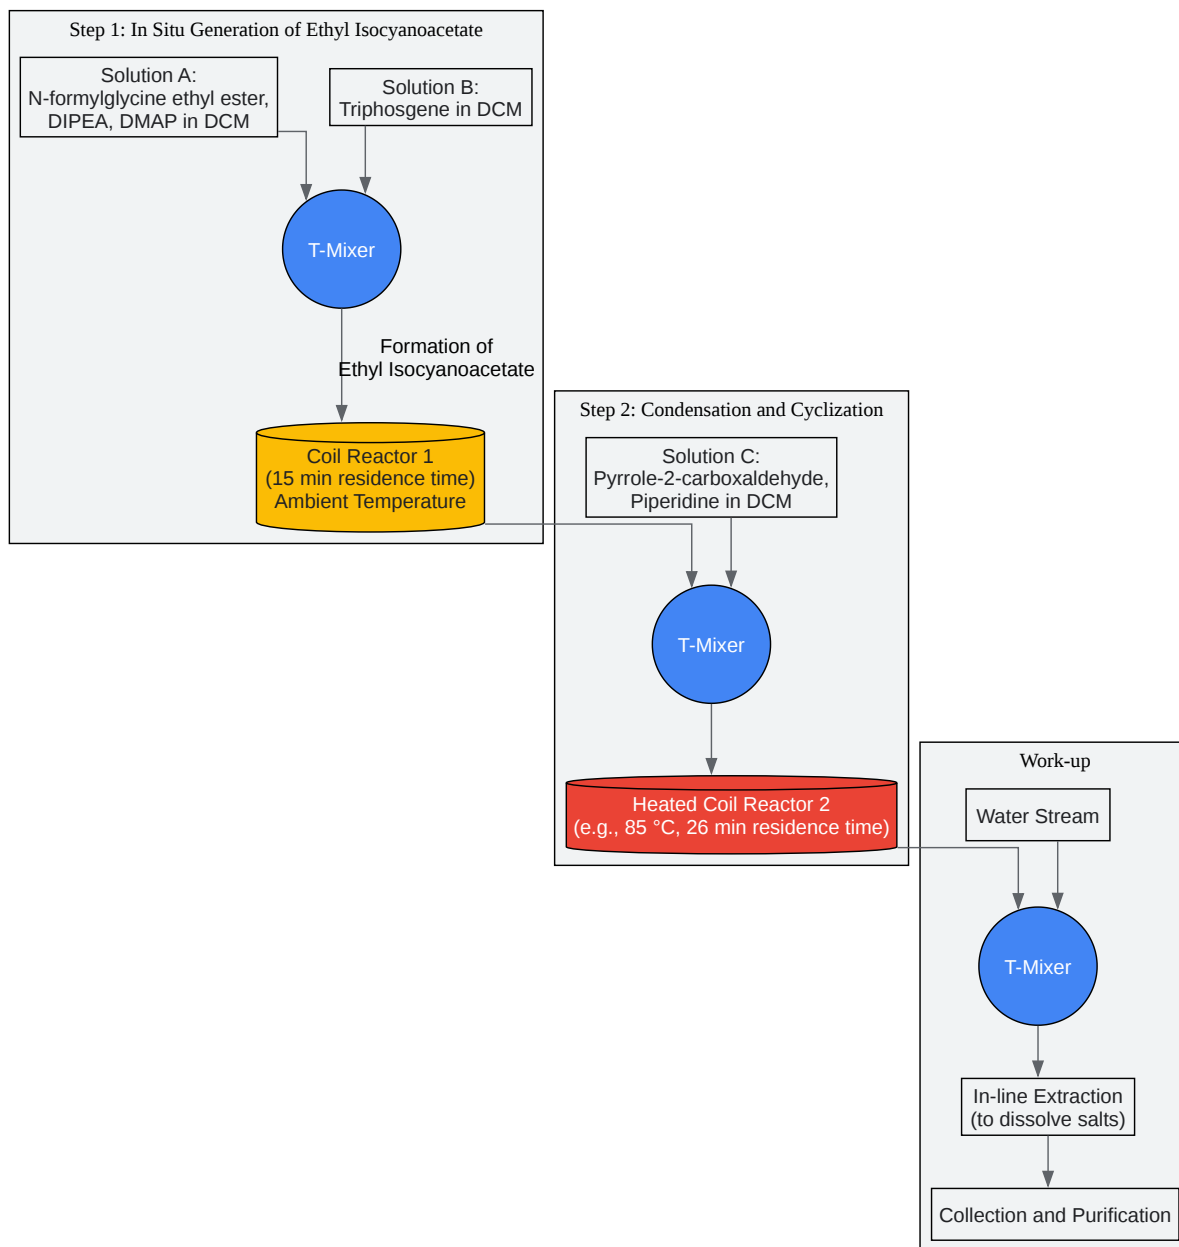 Step 1: In Situ Generation of Ethyl Isocyanoacetate
Solution A:
N-formylglycine ethyl ester,
DIPEA, DMAP in DCM
Solution B:
Triphosgene in DCM
T-Mixer
Formation of
Ethyl Isocyanoacetate
Coil Reactor 1
(15 min residence time)
Ambient Temperature
Step 2: Condensation and Cyclization
Solution C:
Pyrrole-2-carboxaldehyde,
Piperidine in DCM
T-Mixer
Heated Coil Reactor 2
(e.g., 85 °C, 26 min residence time)
Work-up
Water Stream
T-Mixer
In-line Extraction
(to dissolve salts)
Collection and Purification